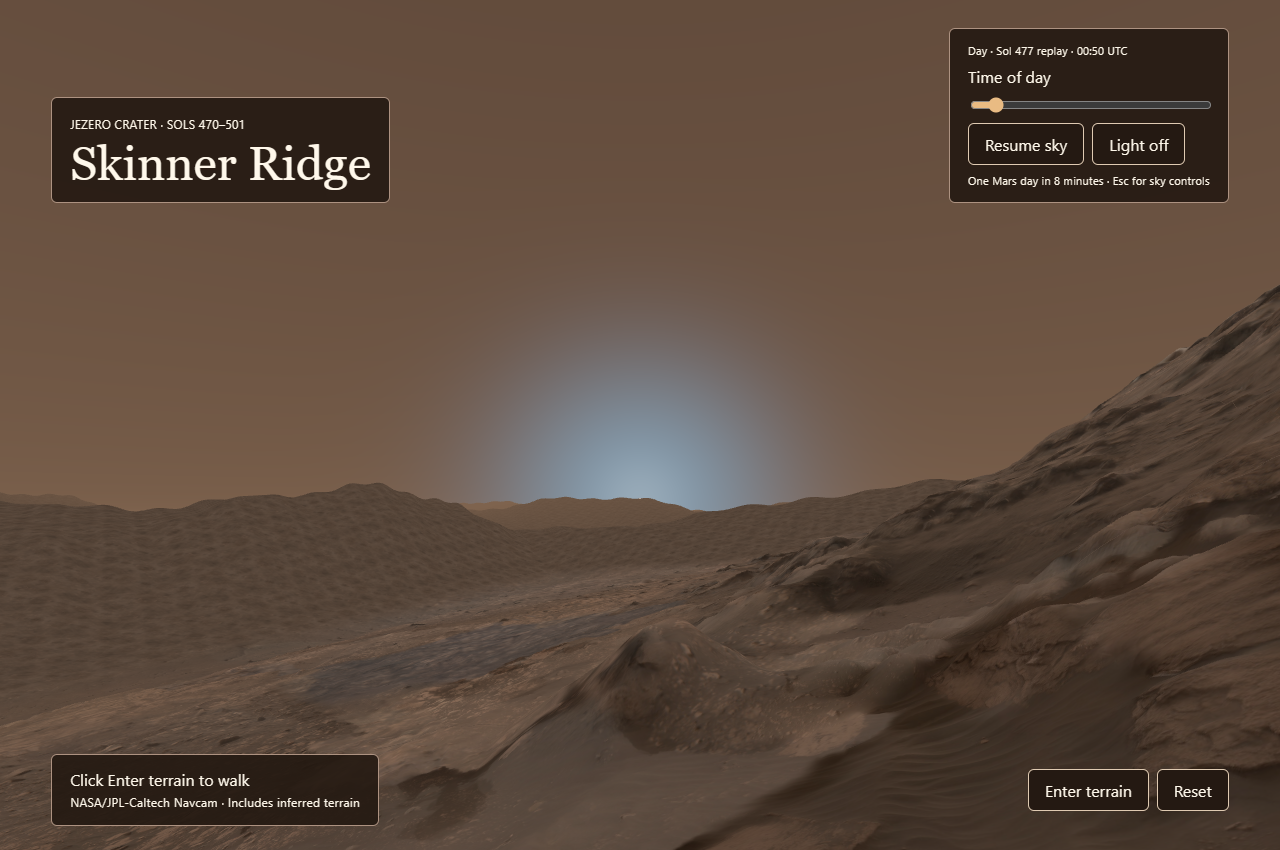 JEZERO CRATER · SOLS 470–501
Skinner Ridge
Day · Sol 477 replay · 00:50 UTC
Time of day
Resume sky
Light off
One Mars day in 8 minutes · Esc for sky controls
Click Enter terrain to walk
NASA/JPL-Caltech Navcam · Includes inferred terrain
Enter terrain
Reset